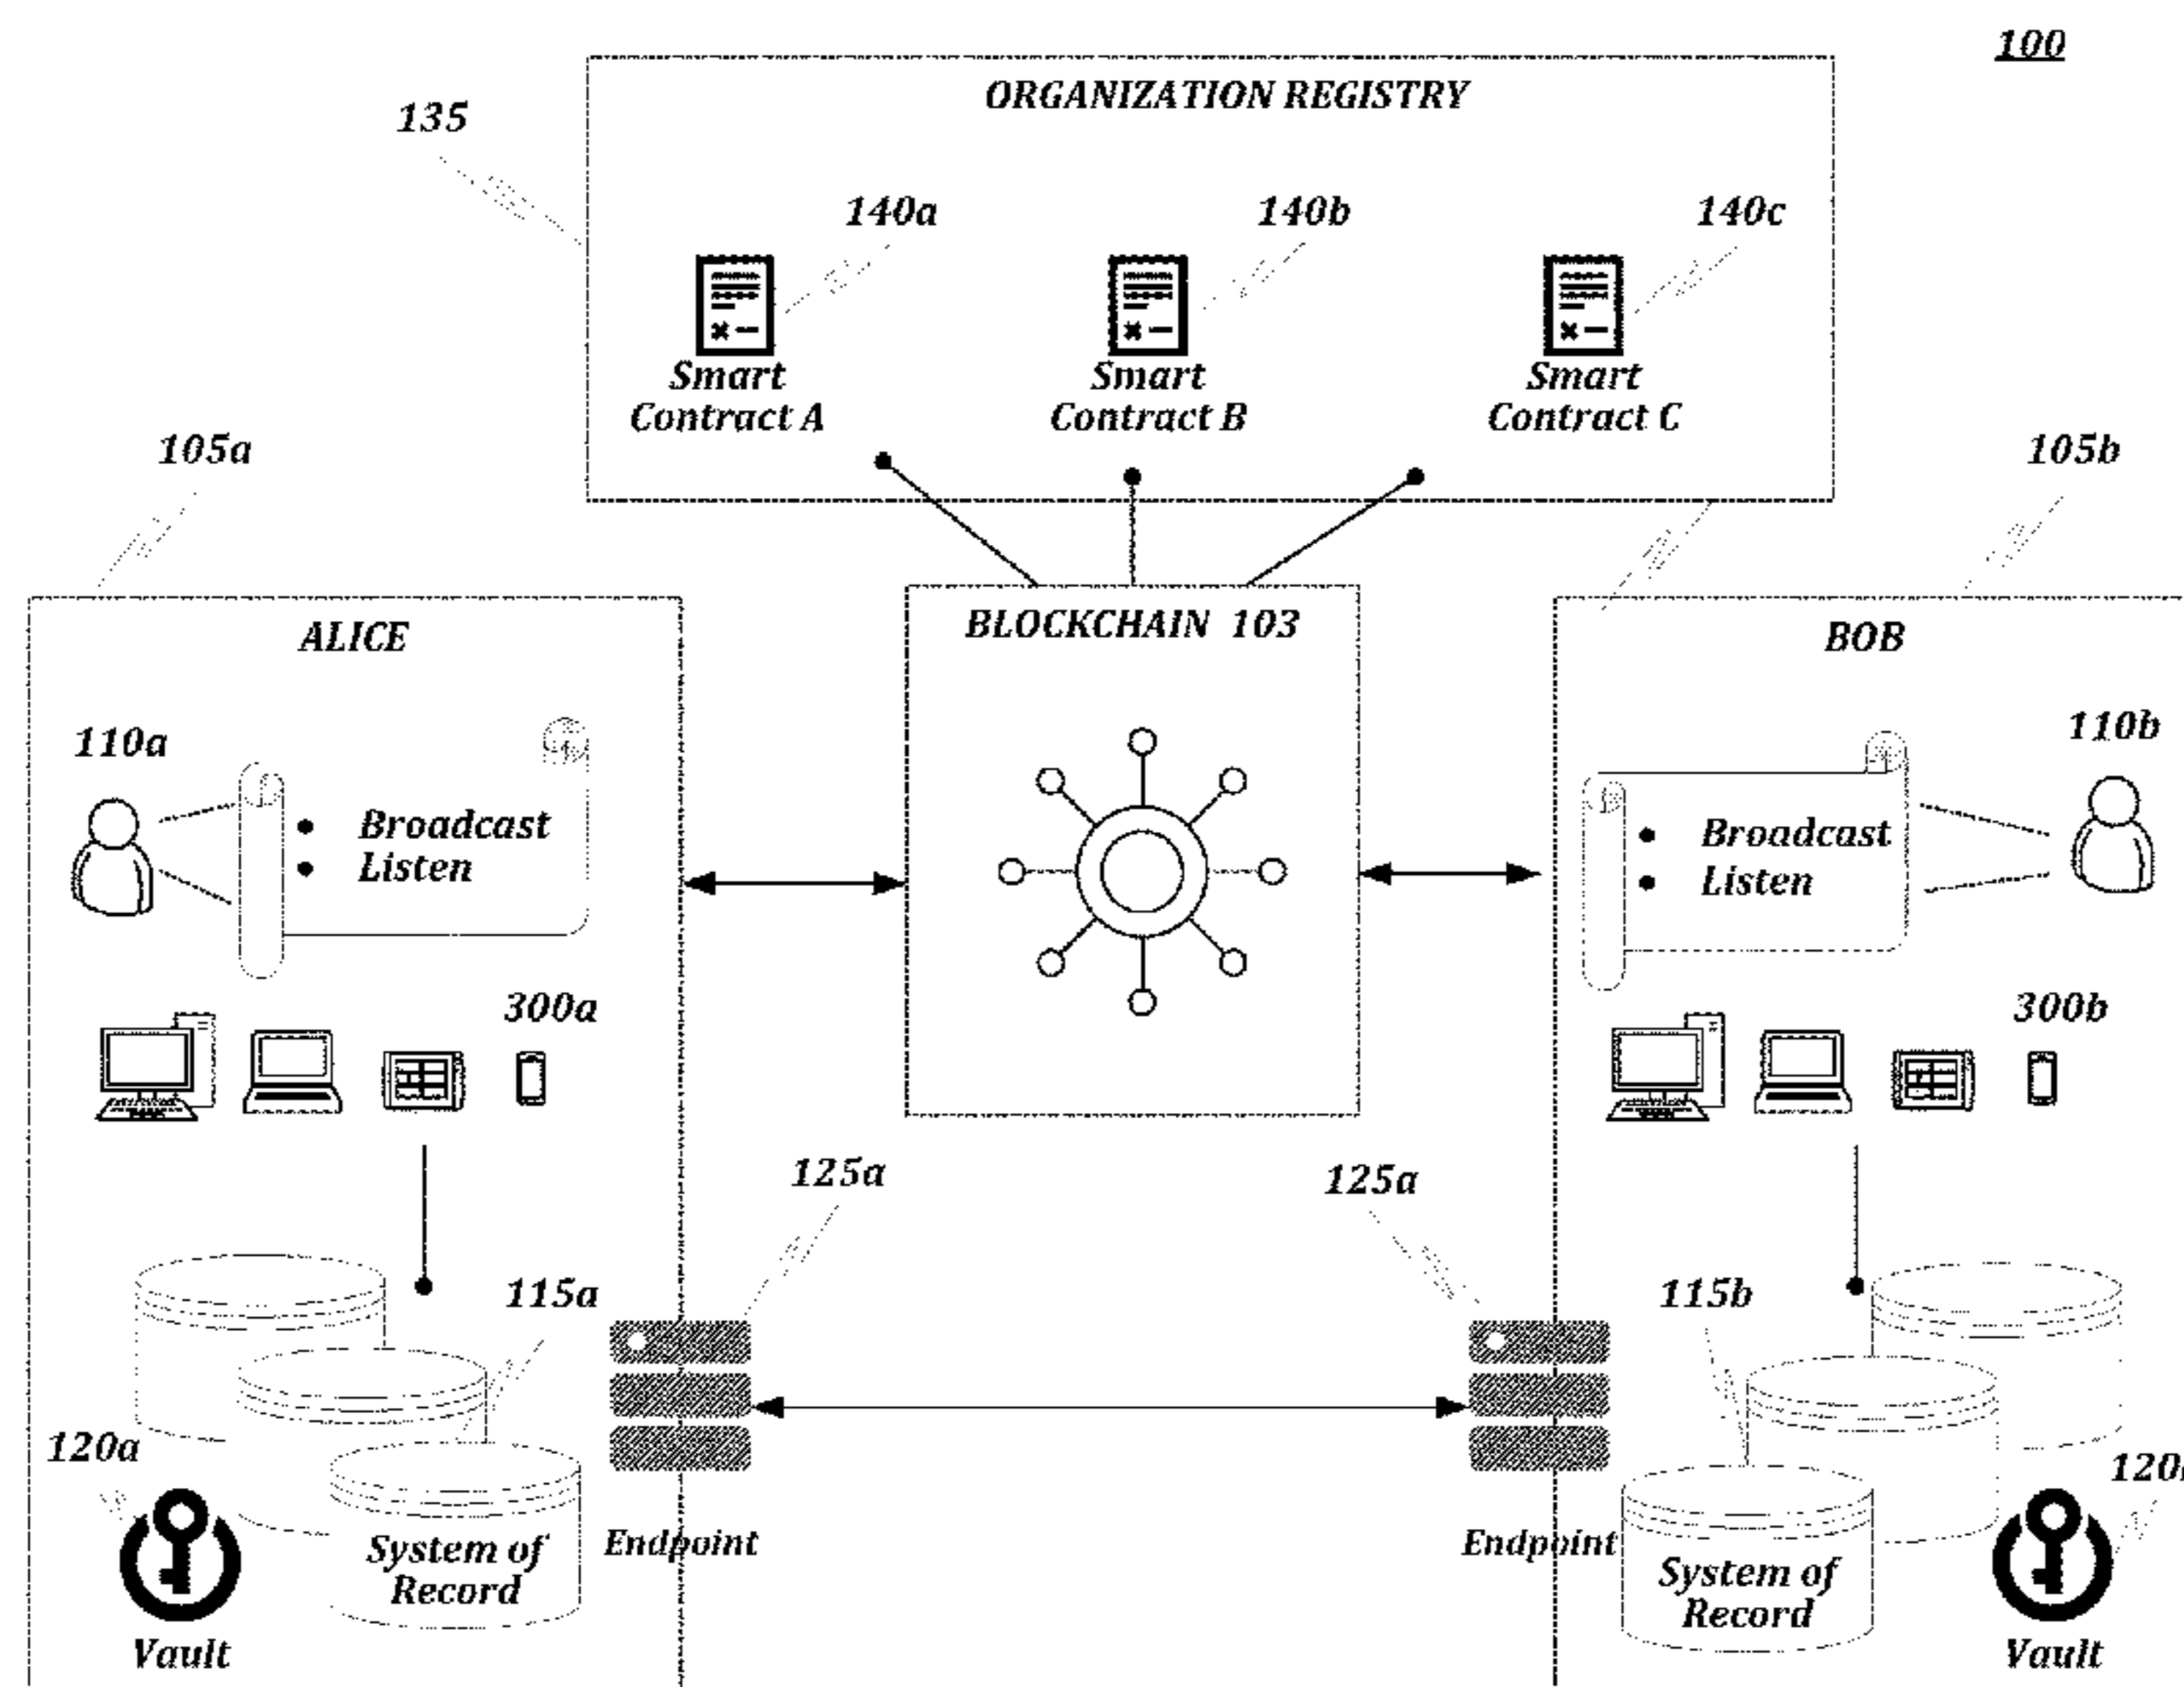 100
ORGANIZATION REGISTRY
135
140a
140b
140c
Smart
Contract A
Smart
Contract B
Smart
Contract C
105a
105b
ALICE
BLOCKCHAIN 103
BOB
110a
110b
• Broadcast
• Listen
• Broadcast
• Listen
300a
300b
125a
125a
115a
115b
120a
Endpoint
Endpoint
System of
Record
System of
Record
Vault
Vault